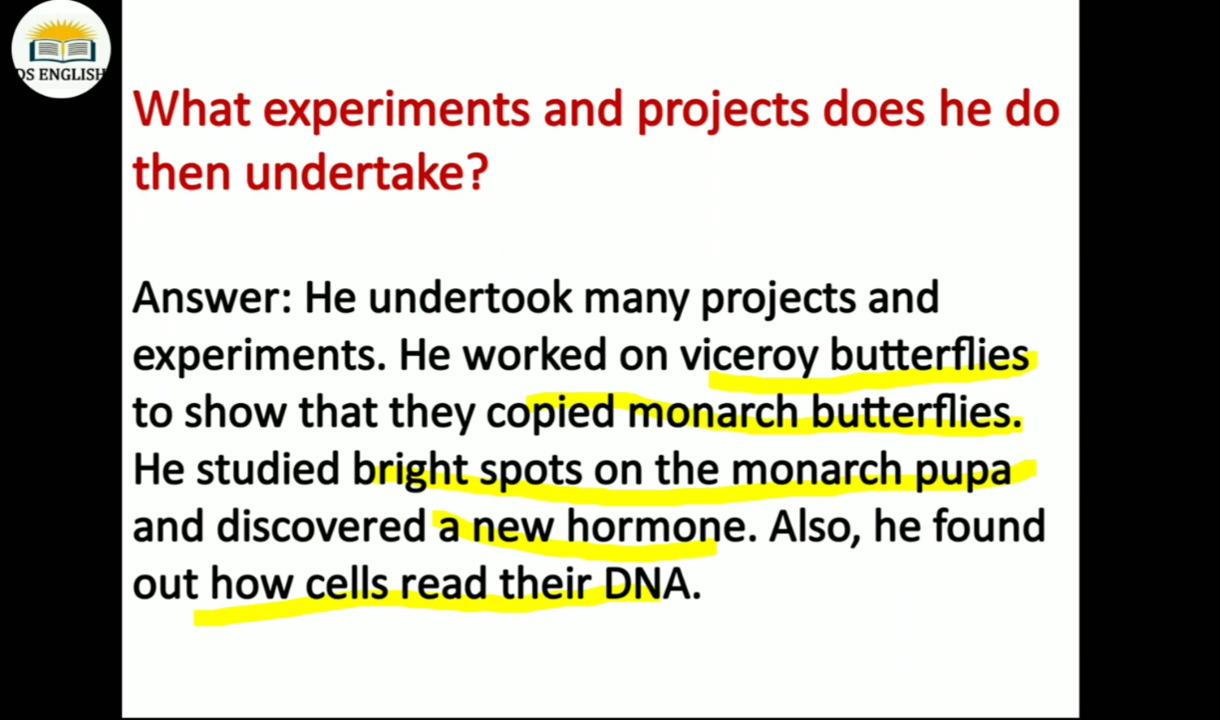 DS ENGLISH
What experiments and projects does he do
then undertake?
Answer: He undertook many projects and
experiments. He worked on viceroy butterflies
to show that they copied monarch butterflies.
He studied bright spots on the monarch pupa
and discovered a new hormone. Also, he found
out how cells read their DNA.